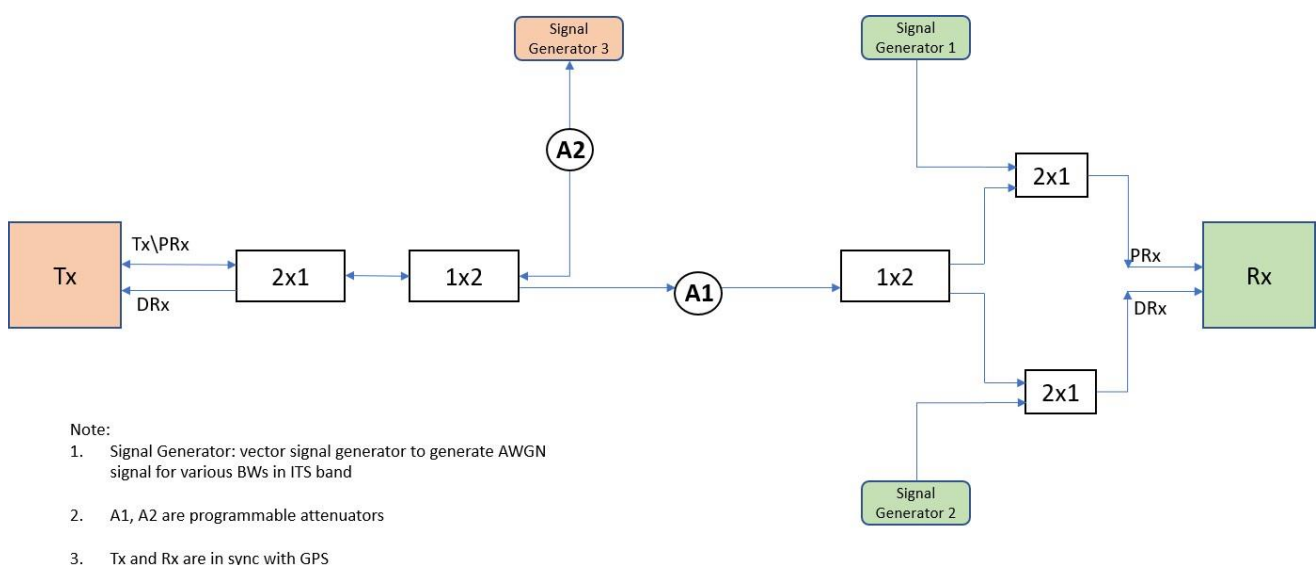 Signal
Generator 3
Signal
Generator 1
A2
2x1
Tx
Tx\PRx
DRx
2x1
1x2
A1
1x2
PRx
DRx
Rx
2x1
Signal
Generator 2
Note:
1. Signal Generator: vector signal generator to generate AWGN
signal for various BWs in ITS band
2. A1, A2 are programmable attenuators
3. Tx and Rx are in sync with GPS